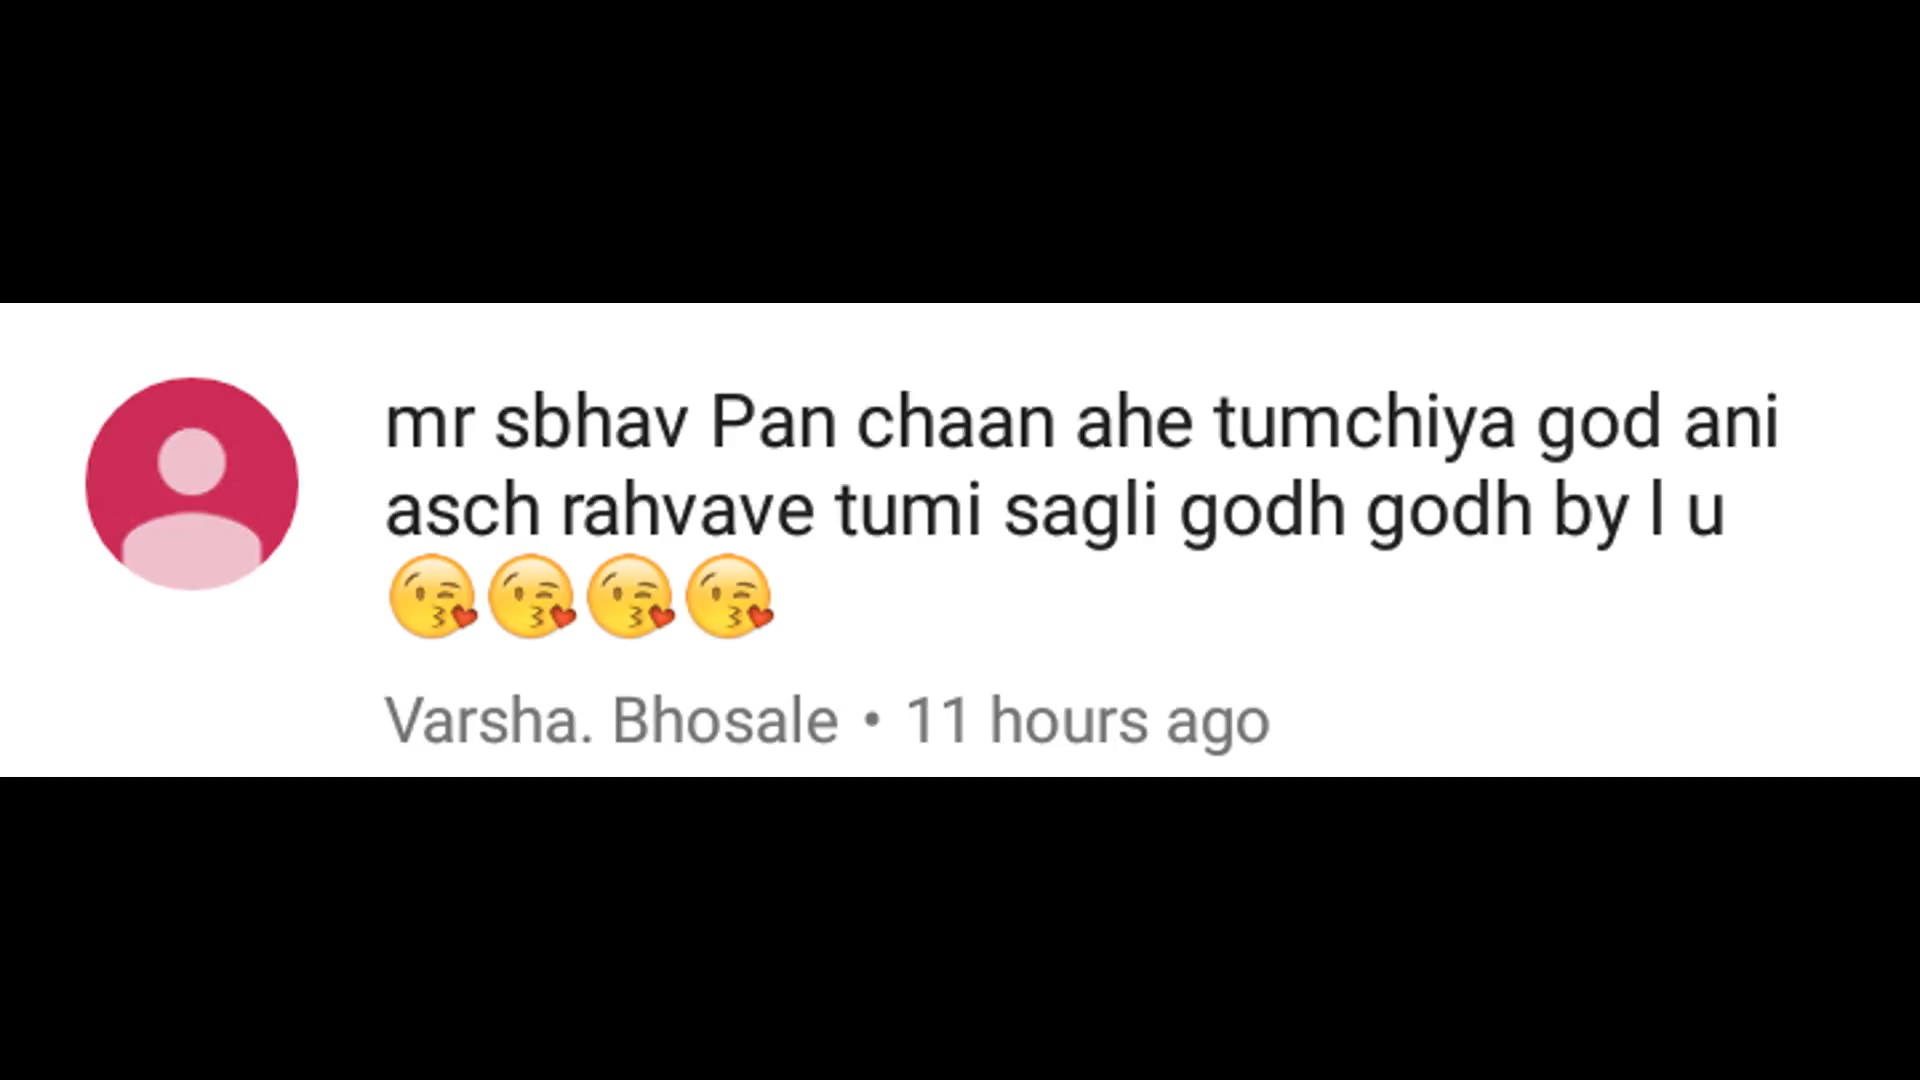 mr sbhav Pan chaan ahe tumchiya god ani
asch rahvave tumi sagli godh godh by l u
😘😘😘😘
Varsha. Bhosale • 11 hours ago